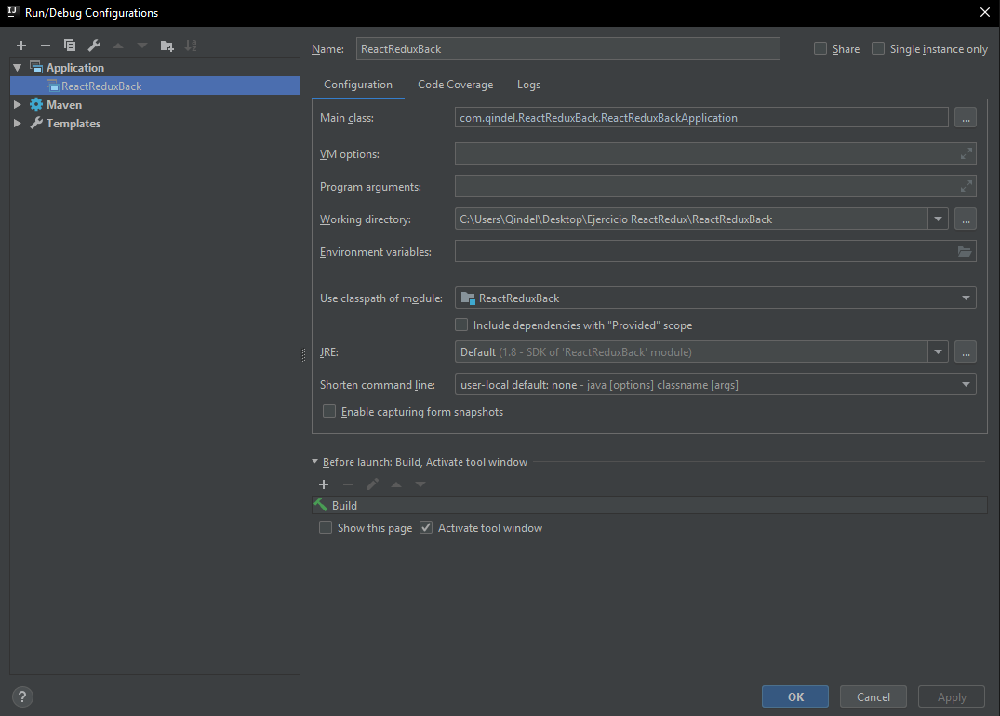 Run/Debug Configurations
Application
ReactReduxBack
Maven
Templates
Name: ReactReduxBack Share Single instance only
Configuration Code Coverage Logs
Main class: com.qindel.ReactReduxBack.ReactReduxBackApplication ...
VM options:
Program arguments:
Working directory: C:\Users\Qindel\Desktop\Ejercicio ReactRedux\ReactReduxBack ...
Environment variables:
Use classpath of module: ReactReduxBack
Include dependencies with "Provided" scope
JRE: Default (1.8 - SDK of 'ReactReduxBack' module) ...
Shorten command line: user-local default: none - java [options] classname [args]
Enable capturing form snapshots
Before launch: Build, Activate tool window
Build
Show this page Activate tool window
? OK Cancel Apply